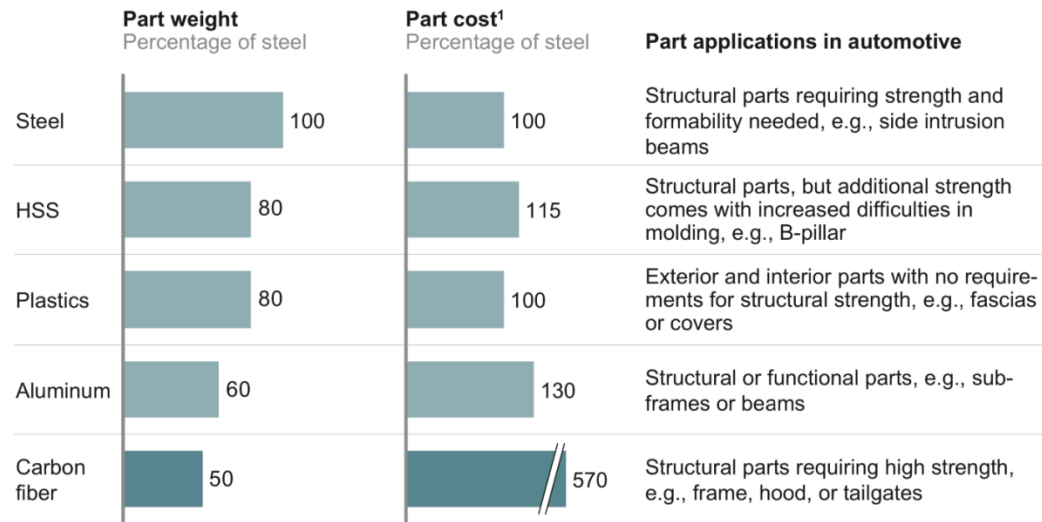 Part weight
Percentage of steel
Part cost¹
Percentage of steel
Part applications in automotive
Steel
100
100
Structural parts requiring strength and
formability needed, e.g., side intrusion
beams
HSS
80
115
Structural parts, but additional strength
comes with increased difficulties in
molding, e.g., B-pillar
Plastics
80
100
Exterior and interior parts with no require-
ments for structural strength, e.g., fascias
or covers
Aluminum
60
130
Structural or functional parts, e.g., sub-
frames or beams
Carbon
fiber
50
570
Structural parts requiring high strength,
e.g., frame, hood, or tailgates